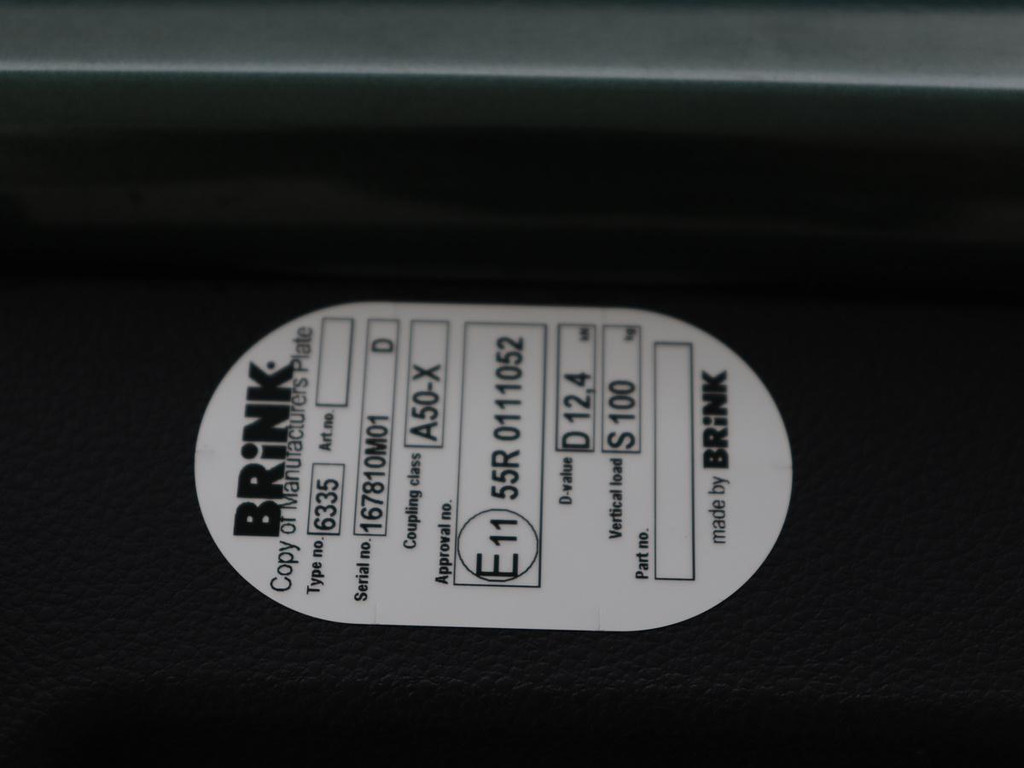 BRiNK.
Copy of Manufacturers Plate
Type no. 6335 Art.no.
Serial no. 167810M01 D
Coupling class A50-X
Approval no.
E11 55R 0111052
D-value D 12,4 kN
Vertical load S 100 kg
Part no.
made by BRiNK